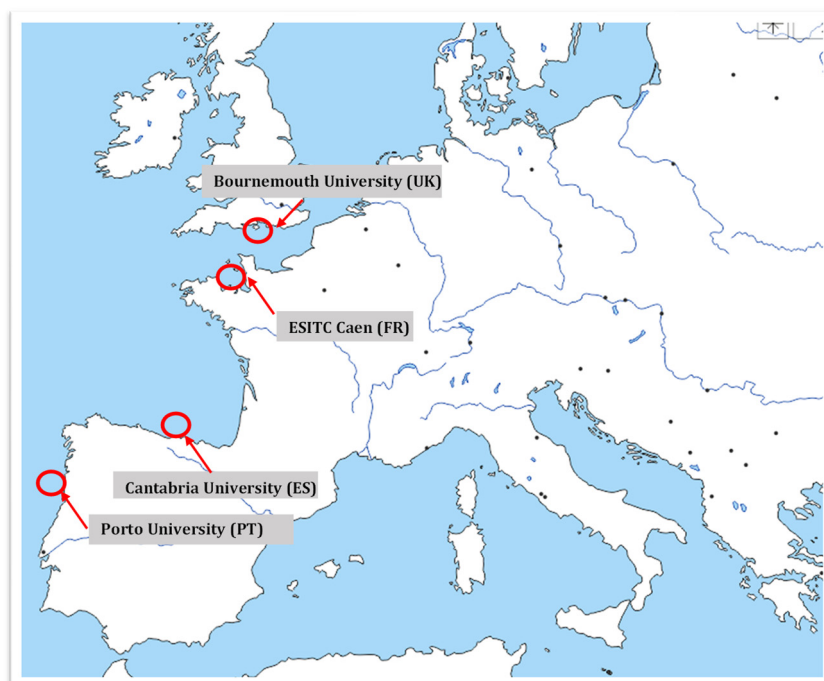 Bournemouth University (UK)
ESITC Caen (FR)
Cantabria University (ES)
Porto University (PT)